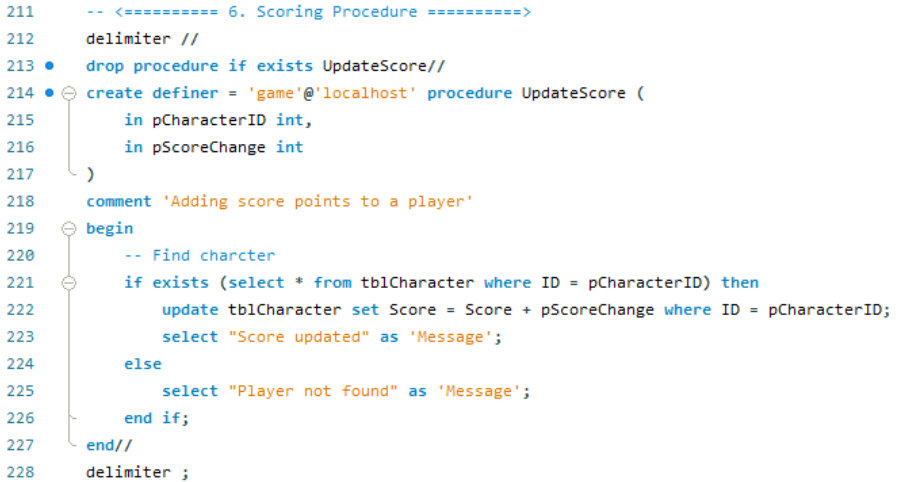 211 -- <========== 6. Scoring Procedure ==========>
212 delimiter //
213 drop procedure if exists UpdateScore//
214 create definer = 'game'@'localhost' procedure UpdateScore (
215 in pCharacterID int,
216 in pScoreChange int
217 )
218 comment 'Adding score points to a player'
219 begin
220 -- Find charcter
221 if exists (select * from tblCharacter where ID = pCharacterID) then
222 update tblCharacter set Score = Score + pScoreChange where ID = pCharacterID;
223 select "Score updated" as 'Message';
224 else
225 select "Player not found" as 'Message';
226 end if;
227 end//
228 delimiter ;